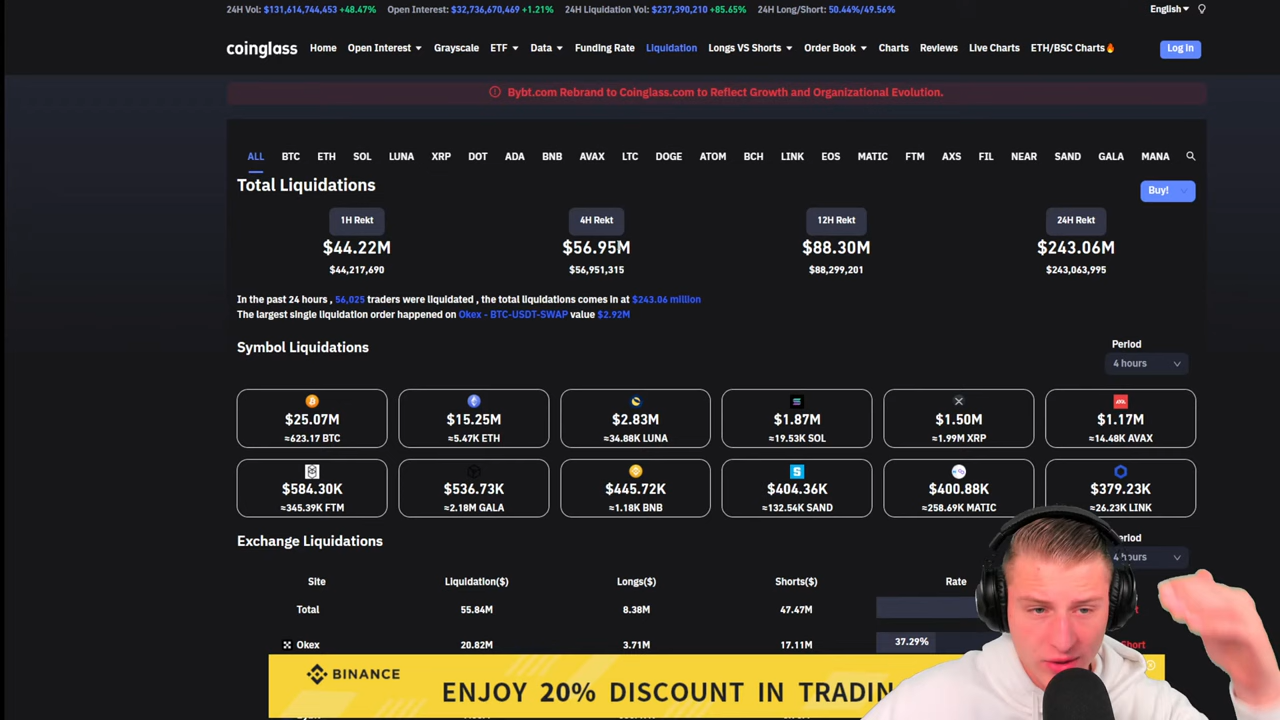 24H Vol: $131,614,744,453 +48.47% Open Interest: $32,736,670,469 +1.21% 24H Liquidation Vol: $237,390,210 +85.65% 24H Long/Short: 50.44%/49.56% English
coinglass Home Open Interest Grayscale ETF Data Funding Rate Liquidation Longs VS Shorts Order Book Charts Reviews Live Charts ETH/BSC Charts🔥 Log in
Bybt.com Rebrand to Coinglass.com to Reflect Growth and Organizational Evolution.
ALL BTC ETH SOL LUNA XRP DOT ADA BNB AVAX LTC DOGE ATOM BCH LINK EOS MATIC FTM AXS FIL NEAR SAND GALA MANA
Total Liquidations
Buy!
1H Rekt 4H Rekt 12H Rekt 24H Rekt
$44.22M $56.95M $88.30M $243.06M
$44,217,690 $56,951,315 $88,299,201 $243,063,995
In the past 24 hours , 56,025 traders were liquidated , the total liquidations comes in at $243.06 million
The largest single liquidation order happened on Okex - BTC-USDT-SWAP value $2.92M
Symbol Liquidations Period
4 hours
$25.07M $15.25M $2.83M $1.87M $1.50M $1.17M
≈623.17 BTC ≈5.47K ETH ≈34.88K LUNA ≈19.53K SOL ≈1.99M XRP ≈14.48K AVAX
$584.30K $536.73K $445.72K $404.36K $400.88K $379.23K
≈345.39K FTM ≈2.18M GALA ≈1.18K BNB ≈132.54K SAND ≈258.69K MATIC ≈26.23K LINK
Exchange Liquidations
4 hours
Site Liquidation($) Longs($) Shorts($) Rate
Total 55.84M 8.38M 47.47M
Okex 20.82M 3.71M 17.11M 37.29% Short
BINANCE ENJOY 20% DISCOUNT IN